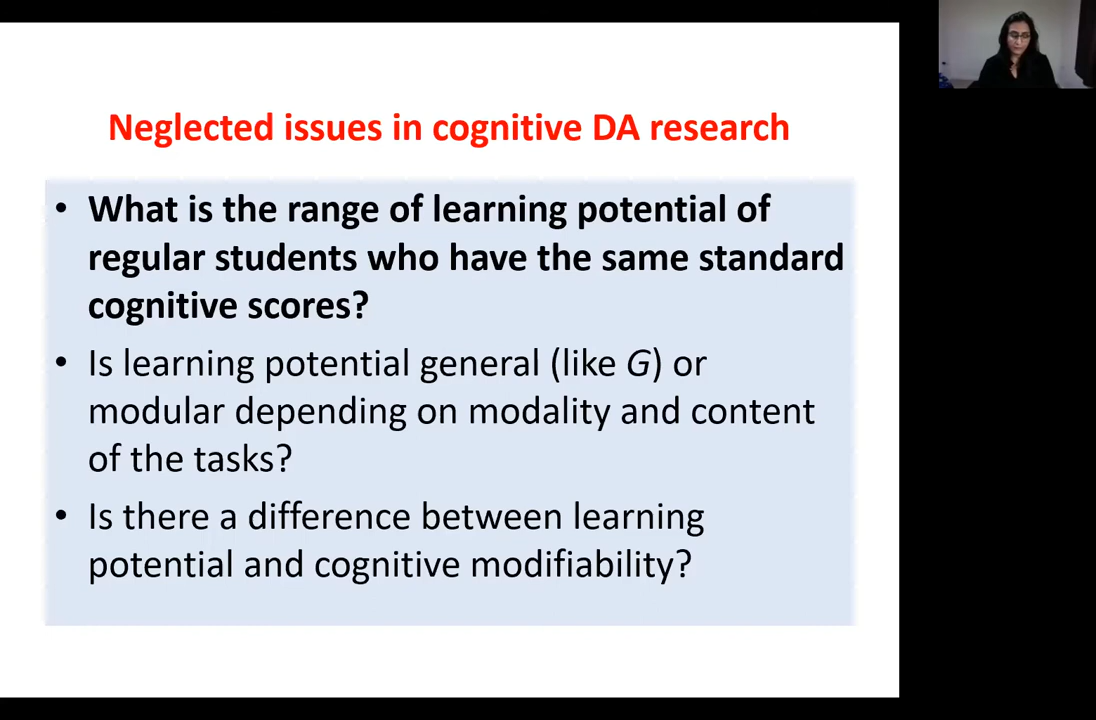 Neglected issues in cognitive DA research
• What is the range of learning potential of
regular students who have the same standard
cognitive scores?
• Is learning potential general (like G) or
modular depending on modality and content
of the tasks?
• Is there a difference between learning
potential and cognitive modifiability?